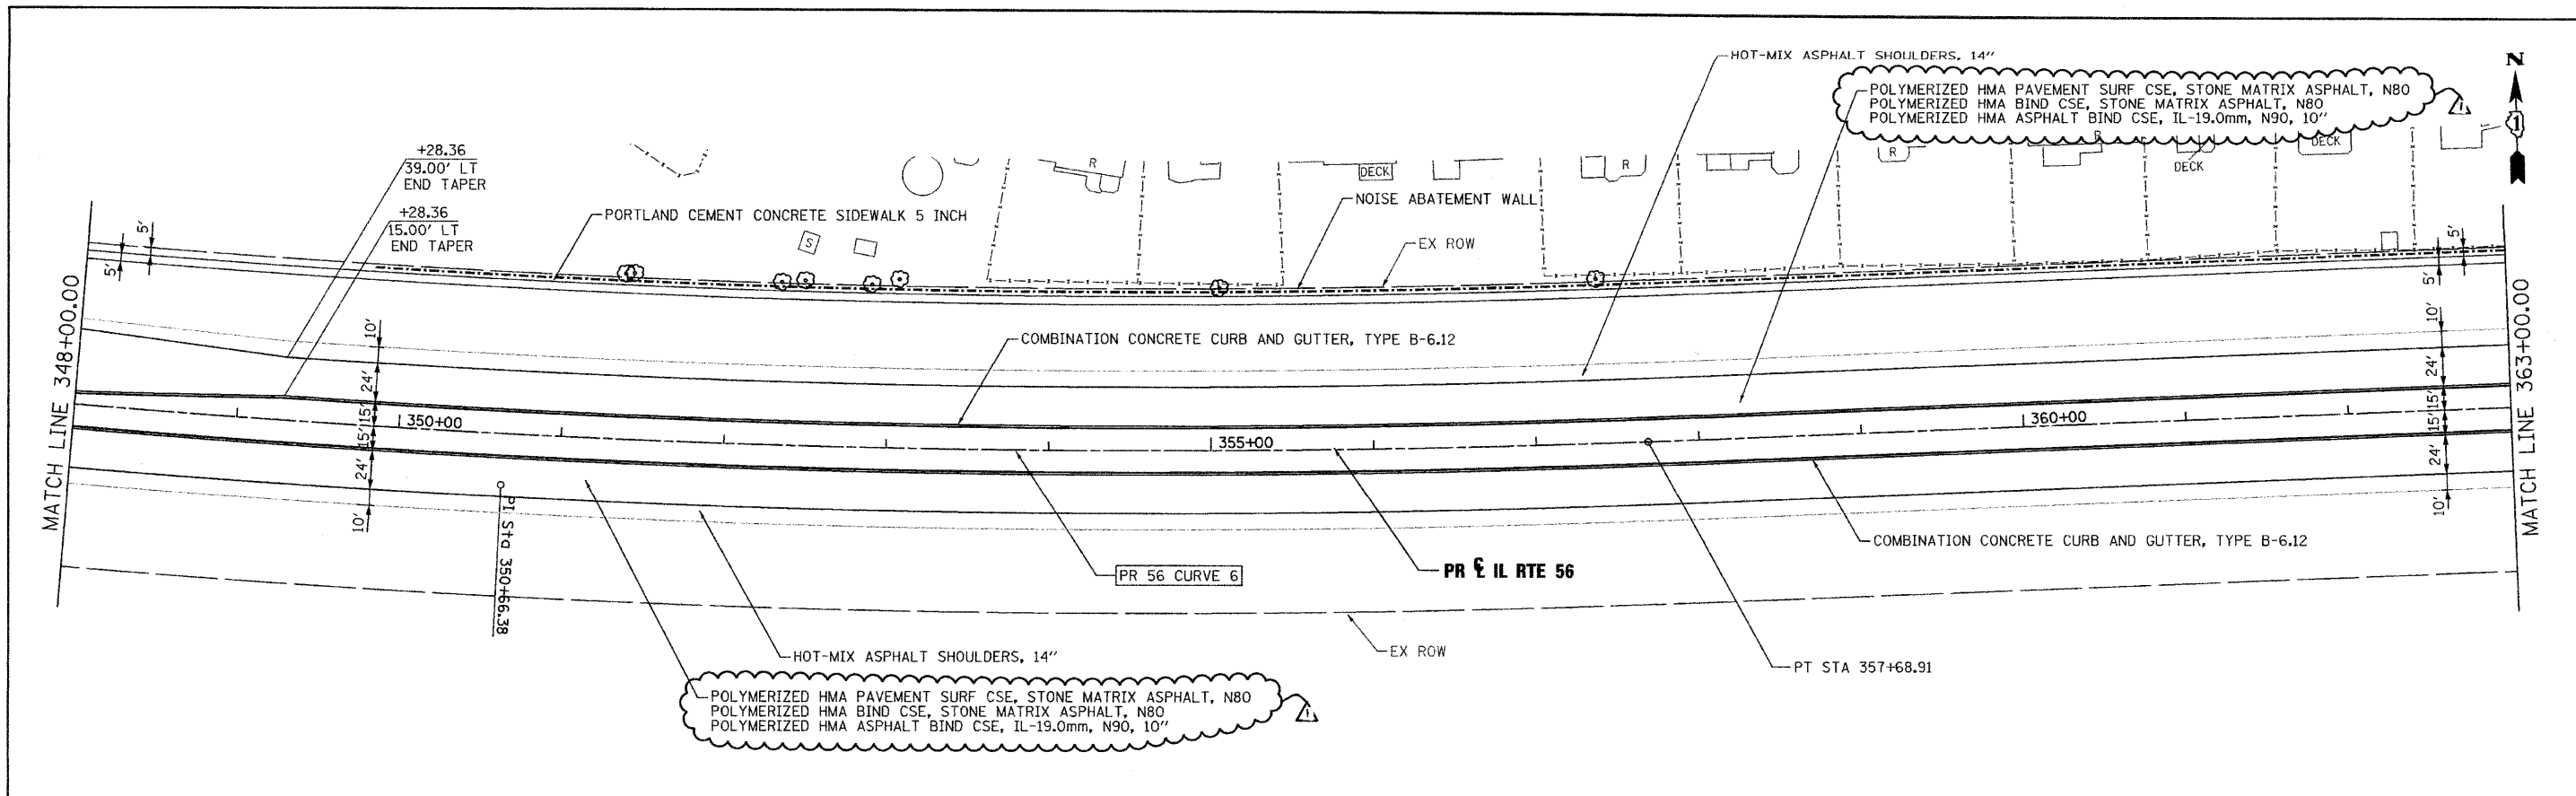 HOT-MIX ASPHALT SHOULDERS, 14"
POLYMERIZED HMA PAVEMENT SURF CSE, STONE MATRIX ASPHALT, N80
POLYMERIZED HMA BIND CSE, STONE MATRIX ASPHALT, N80
POLYMERIZED HMA ASPHALT BIND CSE, IL-19.0mm, N90, 10"
1
N
1
+28.36
39.00' LT
END TAPER
+28.36
15.00' LT
END TAPER
R
DECK
R
R
R
DECK
DECK
PORTLAND CEMENT CONCRETE SIDEWALK 5 INCH
NOISE ABATEMENT WALL
EX ROW
S
5'
5'
5'
5'
MATCH LINE 348+00.00
MATCH LINE 363+00.00
COMBINATION CONCRETE CURB AND GUTTER, TYPE B-6.12
10'
24'
15'
15'
24'
10'
10'
24'
15'
15'
24'
10'
350+00
355+00
360+00
PI Sta 350+66.38
COMBINATION CONCRETE CURB AND GUTTER, TYPE B-6.12
PR 56 CURVE 6
PR ℄ IL RTE 56
HOT-MIX ASPHALT SHOULDERS, 14"
EX ROW
PT STA 357+68.91
POLYMERIZED HMA PAVEMENT SURF CSE, STONE MATRIX ASPHALT, N80
POLYMERIZED HMA BIND CSE, STONE MATRIX ASPHALT, N80
POLYMERIZED HMA ASPHALT BIND CSE, IL-19.0mm, N90, 10"
1